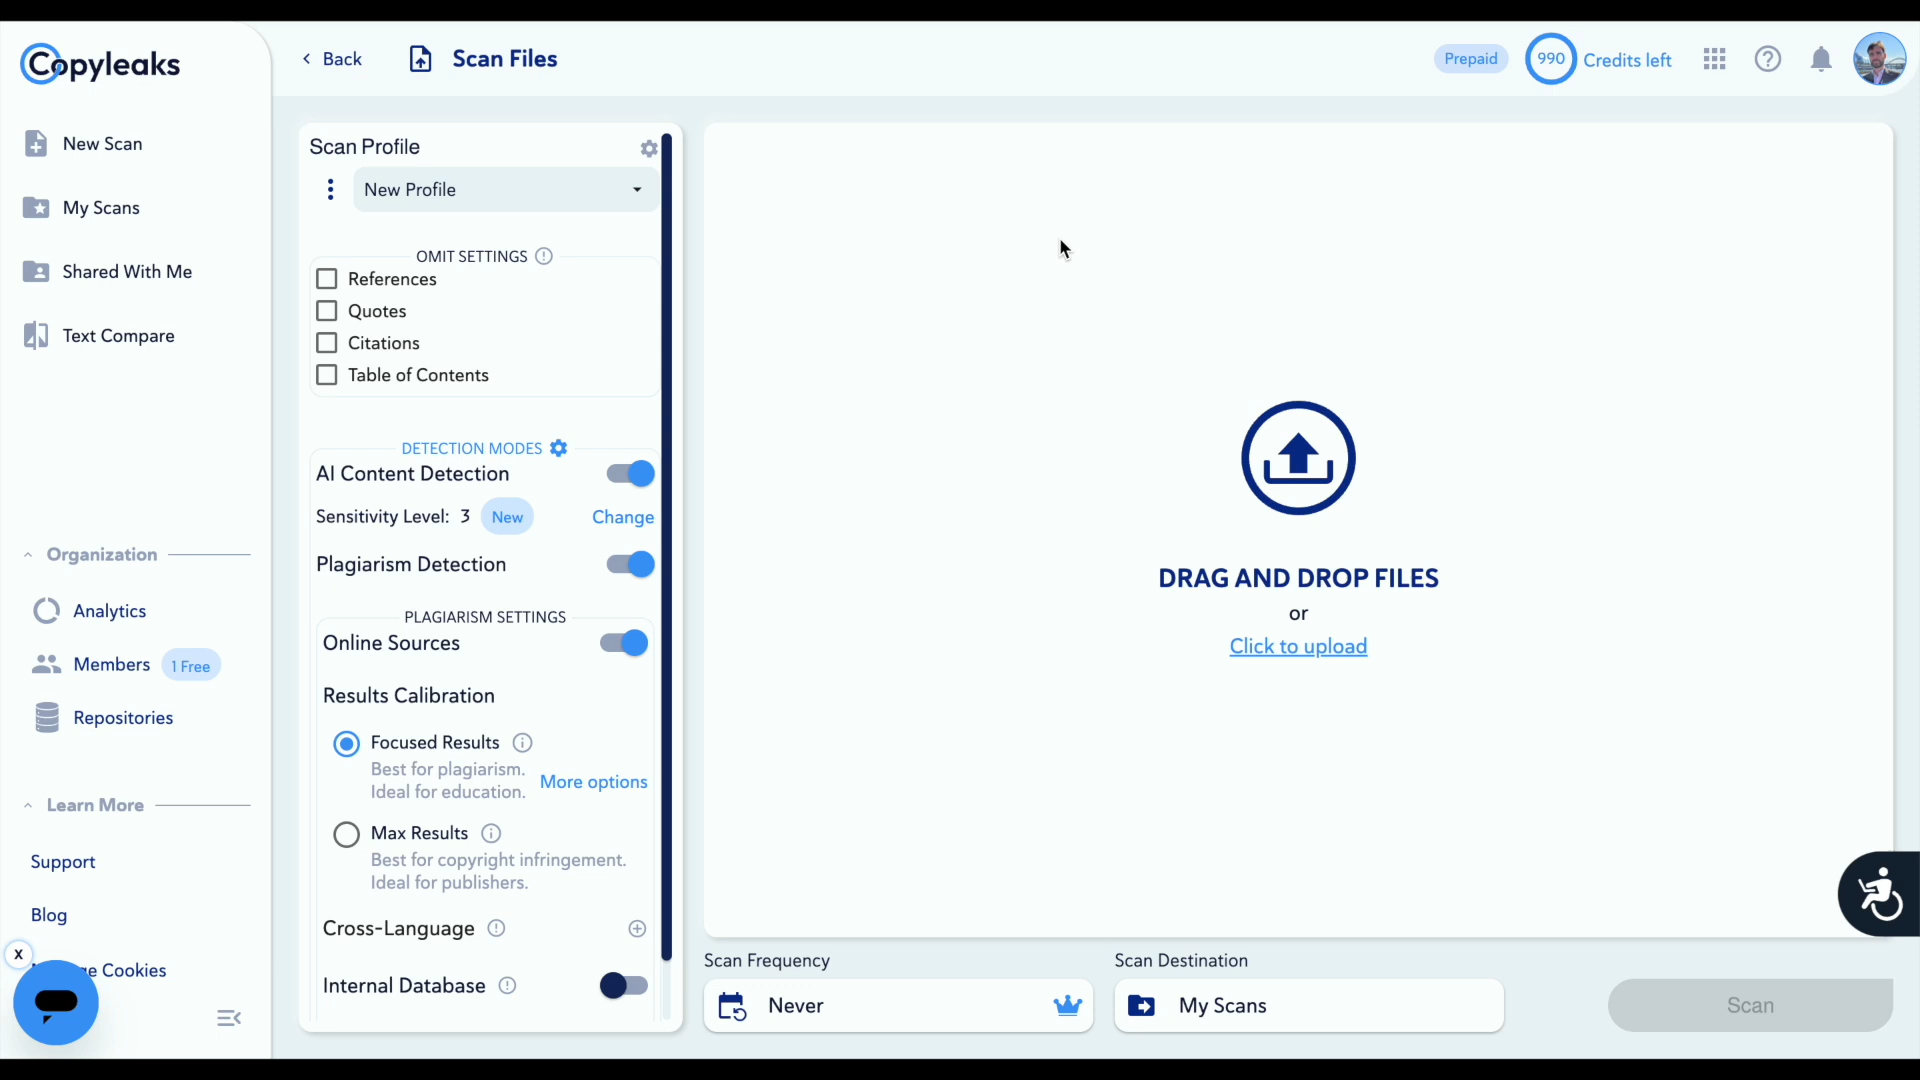 Copyleaks
Back
Scan Files
Prepaid
990
Credits left
New Scan
My Scans
Shared With Me
Text Compare
Organization
Analytics
Members
1 Free
Repositories
Learn More
Support
Blog
x
e Cookies
Scan Profile
New Profile
OMIT SETTINGS
References
Quotes
Citations
Table of Contents
DETECTION MODES
AI Content Detection
Sensitivity Level: 3
New
Change
Plagiarism Detection
PLAGIARISM SETTINGS
Online Sources
Results Calibration
Focused Results
Best for plagiarism.
Ideal for education.
More options
Max Results
Best for copyright infringement.
Ideal for publishers.
Cross-Language
Internal Database
DRAG AND DROP FILES
or
Click to upload
Scan Frequency
Never
Scan Destination
My Scans
Scan